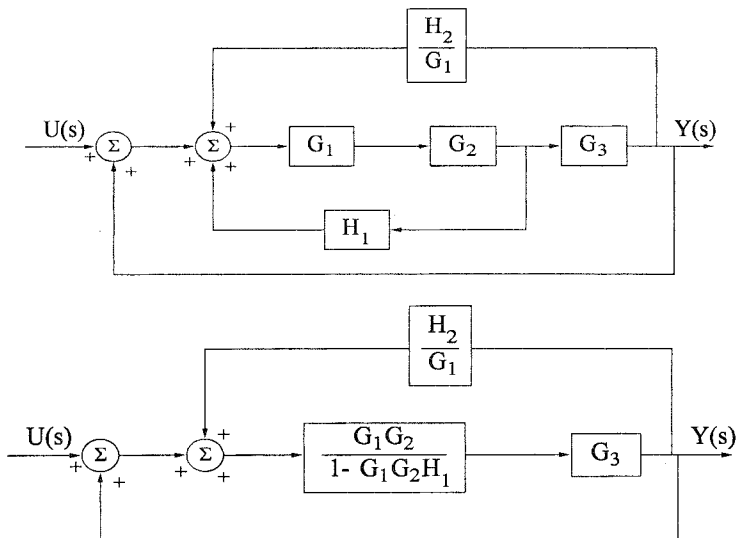 H₂
G₁
U(s) Y(s)
+ Σ + + Σ + + + G₁ G₂ G₃
H₁
H₂
G₁
U(s) Y(s)
+ Σ + + Σ + + G₁G₂ G₃
1- G₁G₂H₁